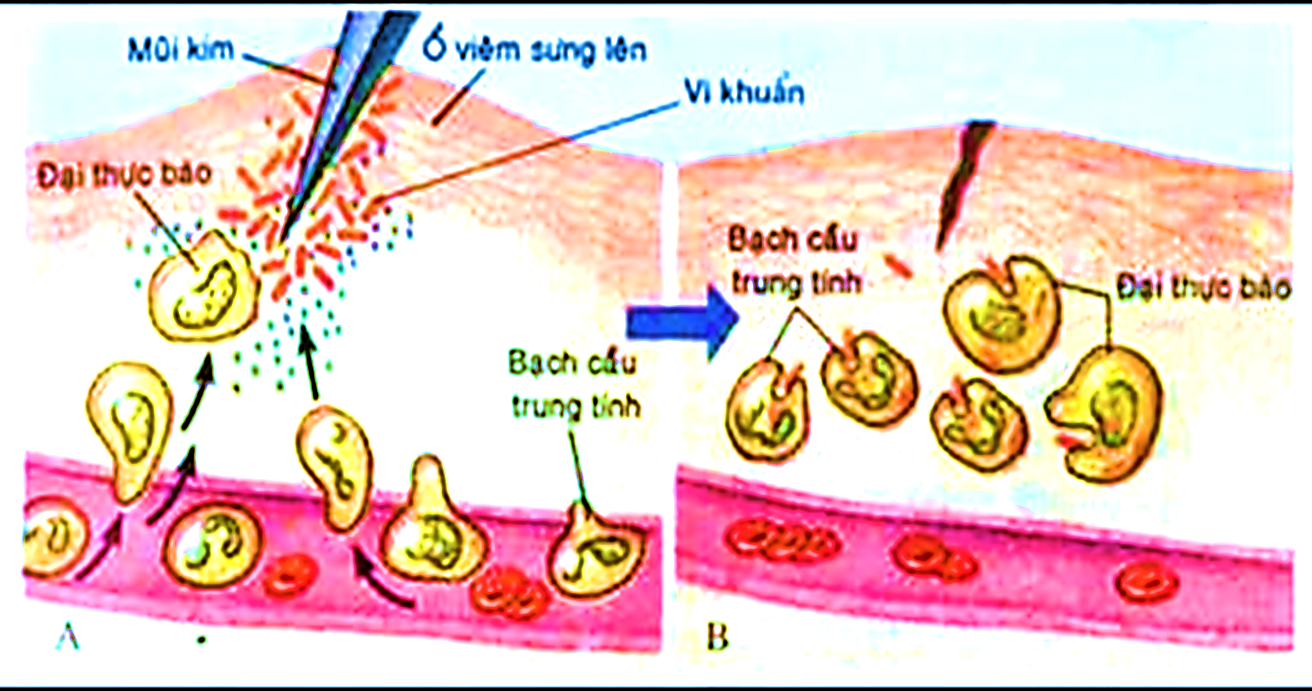 Mũi kim
Ổ viêm sưng lên
Vi khuẩn
Đại thực bào
Bạch cầu
trung tính
A
Bạch cầu
trung tính
Đại thực bào
B